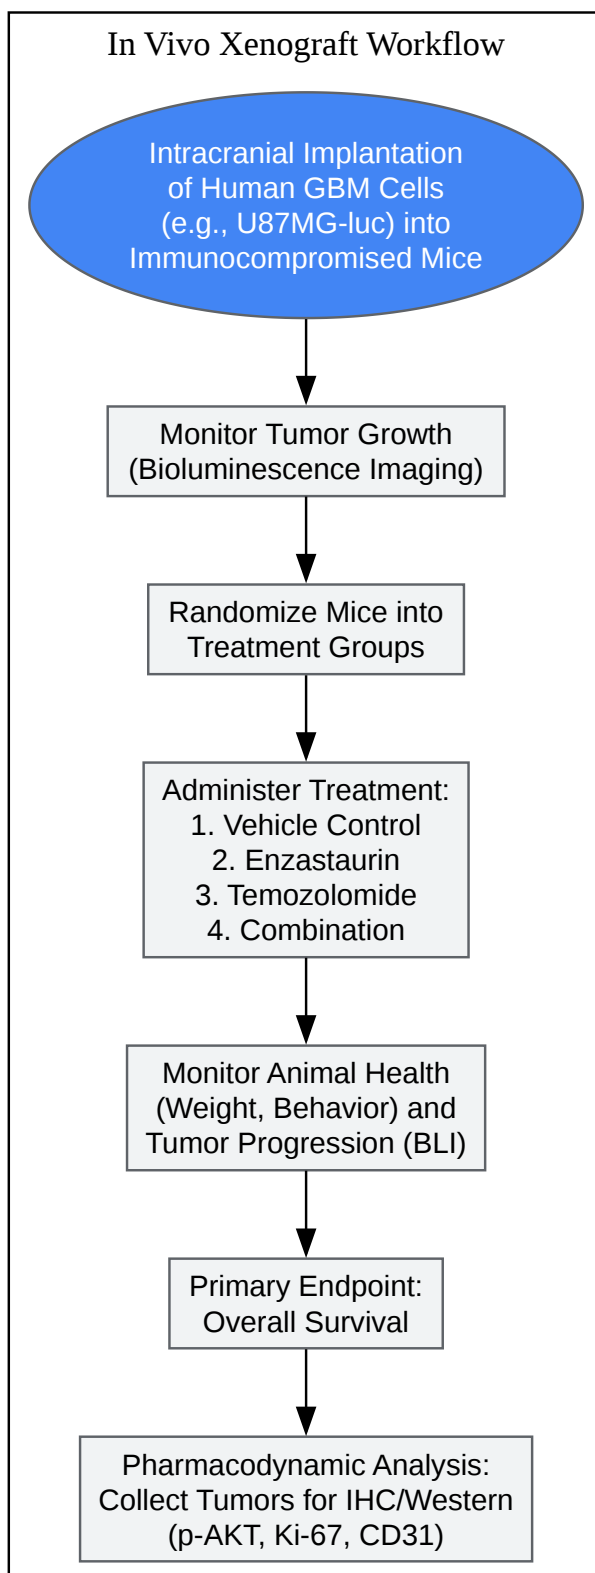 In Vivo Xenograft Workflow
Intracranial Implantation
of Human GBM Cells
(e.g., U87MG-luc) into
Immunocompromised Mice
Monitor Tumor Growth
(Bioluminescence Imaging)
Randomize Mice into
Treatment Groups
Administer Treatment:
1. Vehicle Control
2. Enzastaurin
3. Temozolomide
4. Combination
Monitor Animal Health
(Weight, Behavior) and
Tumor Progression (BLI)
Primary Endpoint:
Overall Survival
Pharmacodynamic Analysis:
Collect Tumors for IHC/Western
(p-AKT, Ki-67, CD31)